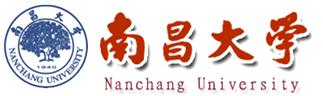 南昌大学
NANCHANG UNIVERSITY
1940
南昌大学
Nanchang University